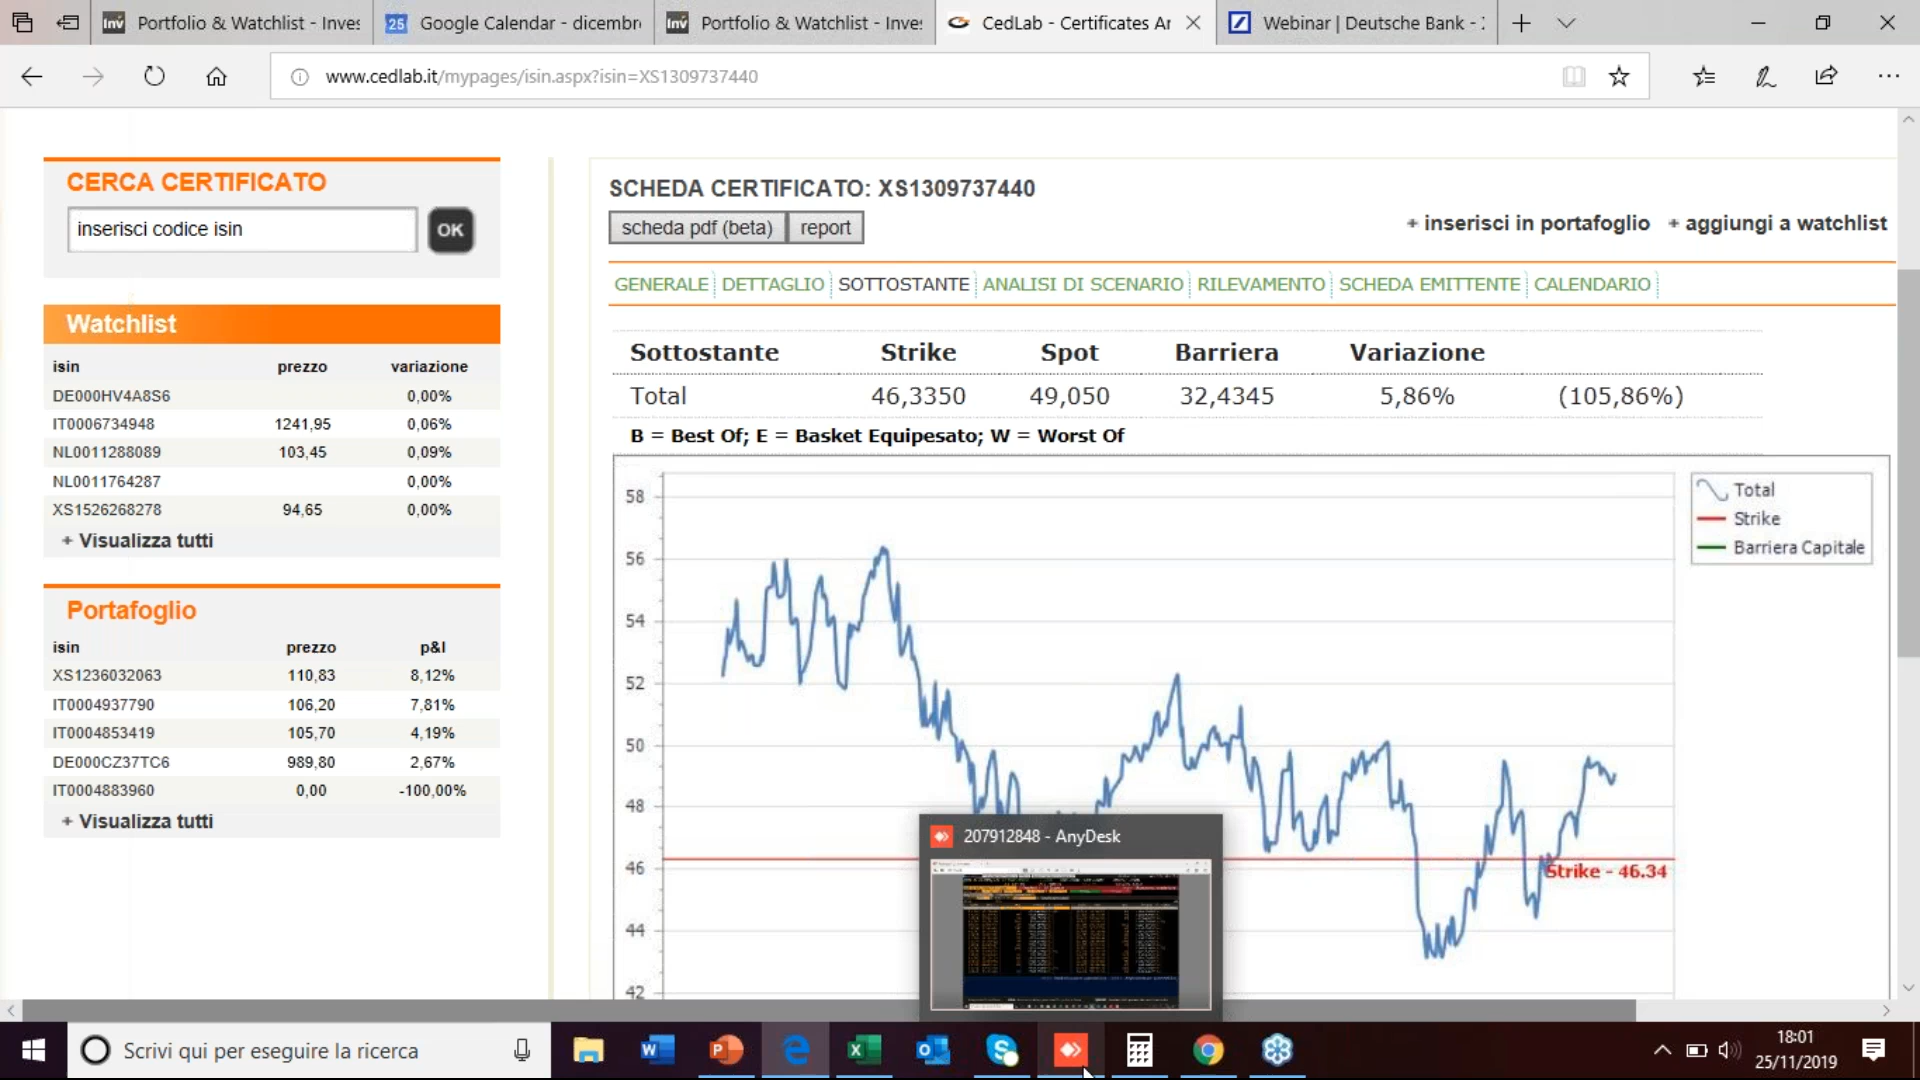 Portfolio & Watchlist - Inves
25
Google Calendar - dicembr
Portfolio & Watchlist - Inve
CedLab - Certificates Ar
Webinar | Deutsche Bank -
www.cedlab.it/mypages/isin.aspx?isin=XS1309737440
CERCA CERTIFICATO
inserisci codice isin
OK
Watchlist
isin prezzo variazione
DE000HV4A8S6 0,00%
IT0006734948 1241,95 0,06%
NL0011288089 103,45 0,09%
NL0011764287 0,00%
XS1526268278 94,65 0,00%
+ Visualizza tutti
Portafoglio
isin prezzo p&l
XS1236032063 110,83 8,12%
IT0004937790 106,20 7,81%
IT0004853419 105,70 4,19%
DE000CZ37TC6 989,80 2,67%
IT0004883960 0,00 -100,00%
+ Visualizza tutti
SCHEDA CERTIFICATO: XS1309737440
scheda pdf (beta) report
+ inserisci in portafoglio + aggiungi a watchlist
GENERALE DETTAGLIO SOTTOSTANTE ANALISI DI SCENARIO RILEVAMENTO SCHEDA EMITTENTE CALENDARIO
Sottostante Strike Spot Barriera Variazione
Total 46,3350 49,050 32,4345 5,86% (105,86%)
B = Best Of; E = Basket Equipesato; W = Worst Of
58
56
54
52
50
48
46
44
42
Total
Strike
Barriera Capitale
Strike - 46.34
207912848 - AnyDesk
Scrivi qui per eseguire la ricerca
18:01
25/11/2019